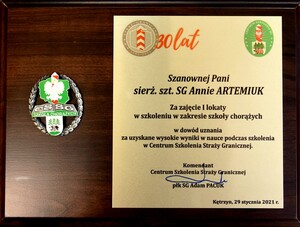 30 lat
Szanownej Pani
sierż. szt. SG Annie ARTEMIUK
Za zajęcie I lokaty
w szkoleniu w zakresie szkoły chorążych
w dowód uznania
za uzyskane wysokie wyniki w nauce podczas szkolenia
w Centrum Szkolenia Straży Granicznej.
Komendant
Centrum Szkolenia Straży Granicznej
płk SG Adam PACUK
Kętrzyn, 29 stycznia 2021 r.